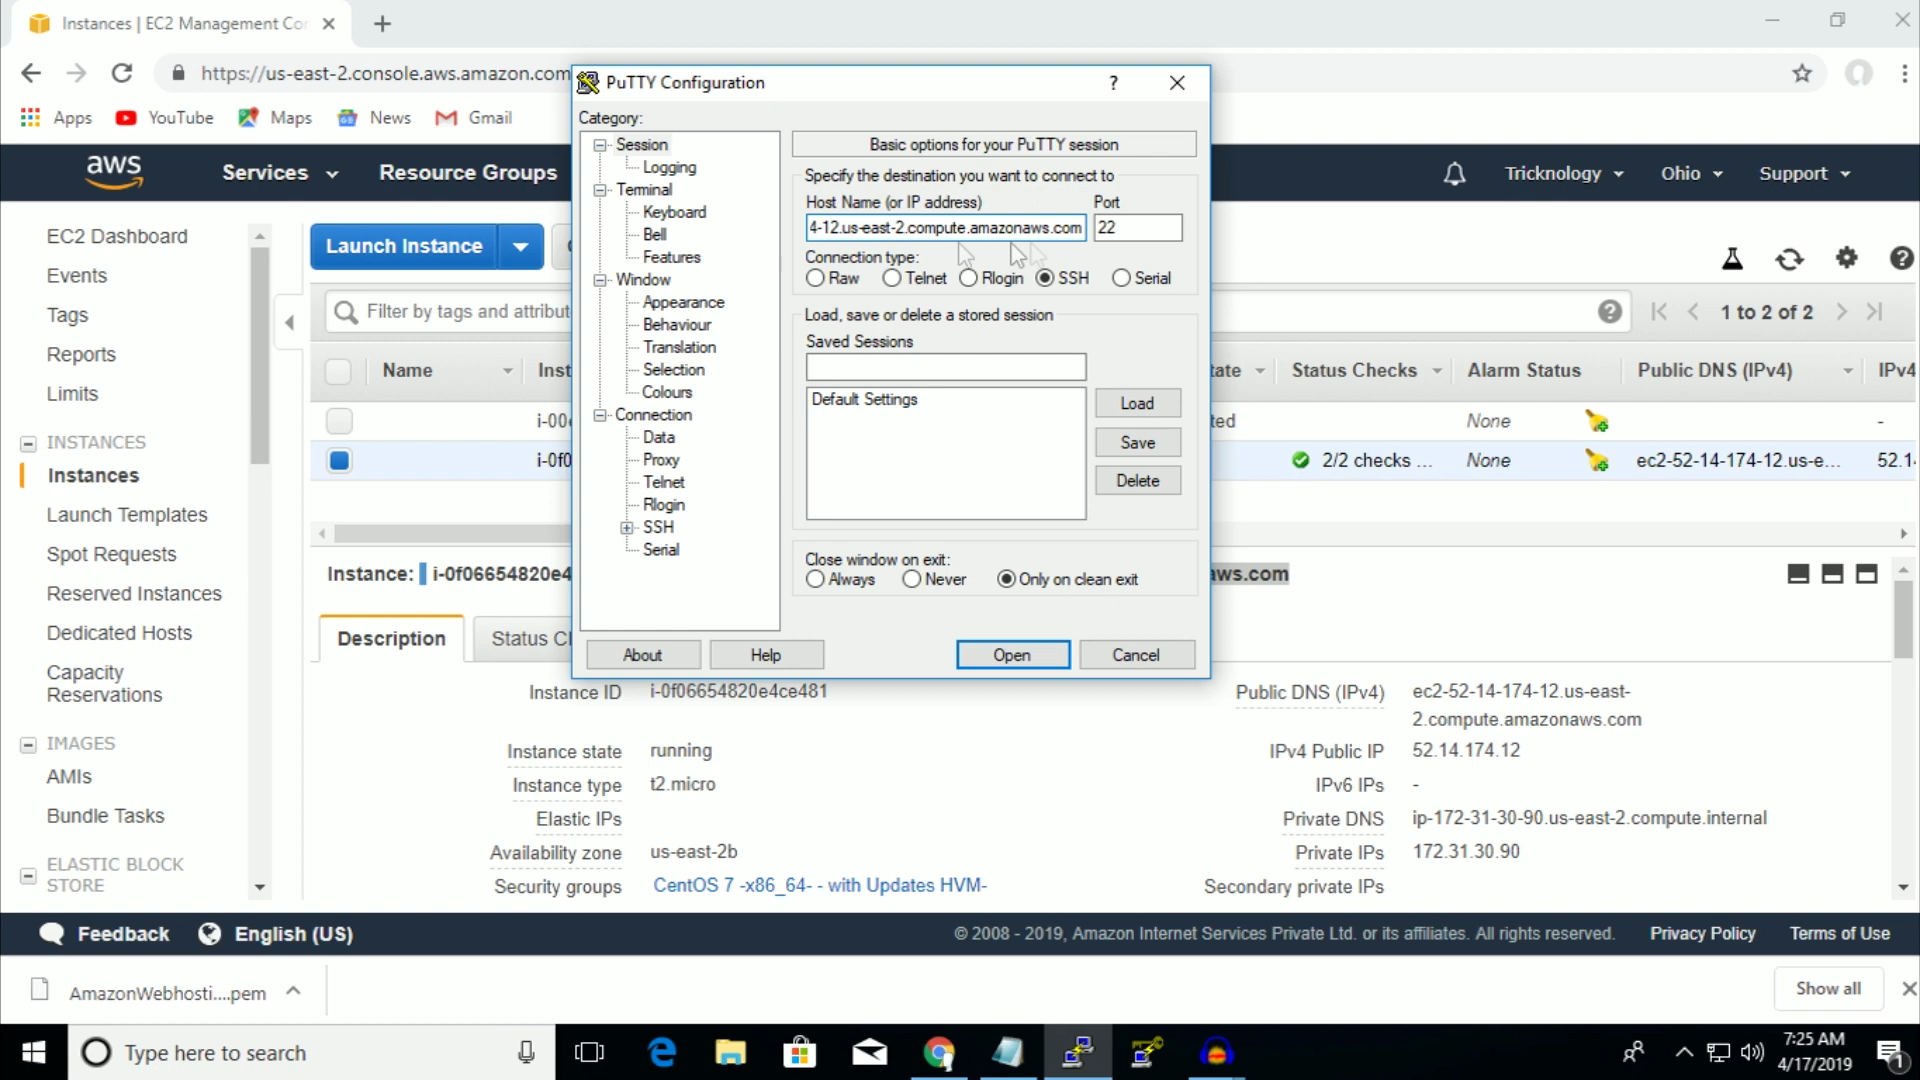 Instances | EC2 Management Cor
https://us-east-2.console.aws.amazon.com
Apps
YouTube
Maps
News
Gmail
aws
Services
Resource Groups
Tricknology
Ohio
Support
EC2 Dashboard
Events
Tags
Reports
Limits
INSTANCES
Instances
Launch Templates
Spot Requests
Reserved Instances
Dedicated Hosts
Capacity
Reservations
IMAGES
AMIs
Bundle Tasks
ELASTIC BLOCK
STORE
Launch Instance
Filter by tags and attribut
1 to 2 of 2
Name
Inst
tate
Status Checks
Alarm Status
Public DNS (IPv4)
IPv4
i-00
ted
None
-
i-0f0
2/2 checks ...
None
ec2-52-14-174-12.us-e...
52.1
PuTTY Configuration
?
Category:
Session
Logging
Terminal
Keyboard
Bell
Features
Window
Appearance
Behaviour
Translation
Selection
Colours
Connection
Data
Proxy
Telnet
Rlogin
SSH
Serial
Basic options for your PuTTY session
Specify the destination you want to connect to
Host Name (or IP address)
Port
4-12.us-east-2.compute.amazonaws.com
22
Connection type:
Raw
Telnet
Rlogin
SSH
Serial
Load, save or delete a stored session
Saved Sessions
Default Settings
Load
Save
Delete
Close window on exit:
Always
Never
Only on clean exit
About
Help
Open
Cancel
Instance:
i-0f06654820e4
aws.com
Description
Status C
Instance ID
i-0f06654820e4ce481
Instance state
running
Instance type
t2.micro
Elastic IPs
Availability zone
us-east-2b
Security groups
CentOS 7 -x86_64- - with Updates HVM-
Public DNS (IPv4)
ec2-52-14-174-12.us-east-
2.compute.amazonaws.com
IPv4 Public IP
52.14.174.12
IPv6 IPs
-
Private DNS
ip-172-31-30-90.us-east-2.compute.internal
Private IPs
172.31.30.90
Secondary private IPs
Feedback
English (US)
© 2008 - 2019, Amazon Internet Services Private Ltd. or its affiliates. All rights reserved.
Privacy Policy
Terms of Use
AmazonWebhosti....pem
Show all
Type here to search
7:25 AM
4/17/2019
1